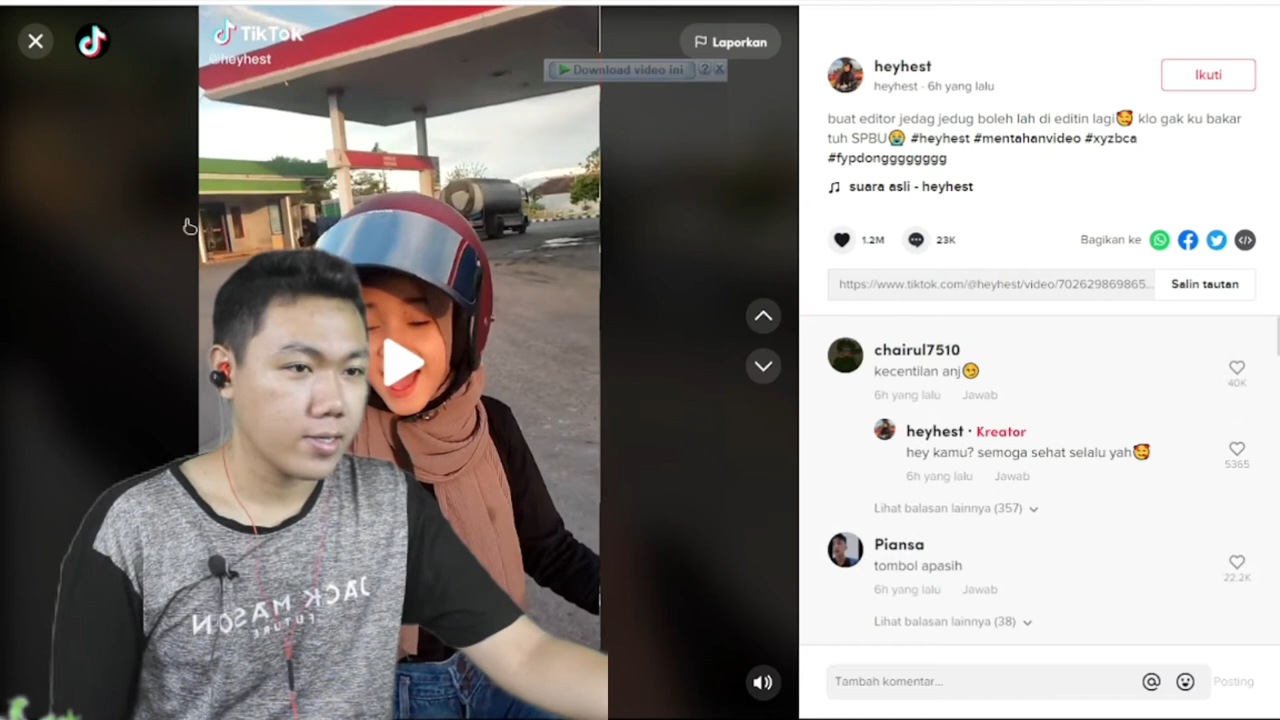 TikTok
@heyhest
Laporkan
Download video ini
? X
heyhest
heyhest · 6h yang lalu
Ikuti
buat editor jedag jedug boleh lah di editin lagi🥰 klo gak ku bakar
tuh SPBU😭 #heyhest #mentahanvideo #xyzbca
#fypdonggggggggg
♫ suara asli - heyhest
1.2M
23K
Bagikan ke
https://www.tiktok.com/@heyhest/video/702629869865...
Salin tautan
chairul7510
kecentilan anj😏
6h yang lalu Jawab
40K
heyhest · Kreator
hey kamu? semoga sehat selalu yah🥰
6h yang lalu Jawab
5365
Lihat balasan lainnya (357)
Piansa
tombol apasih
6h yang lalu Jawab
22.2K
Lihat balasan lainnya (38)
Tambah komentar...
@
Posting
JACK MASON
FUTURE